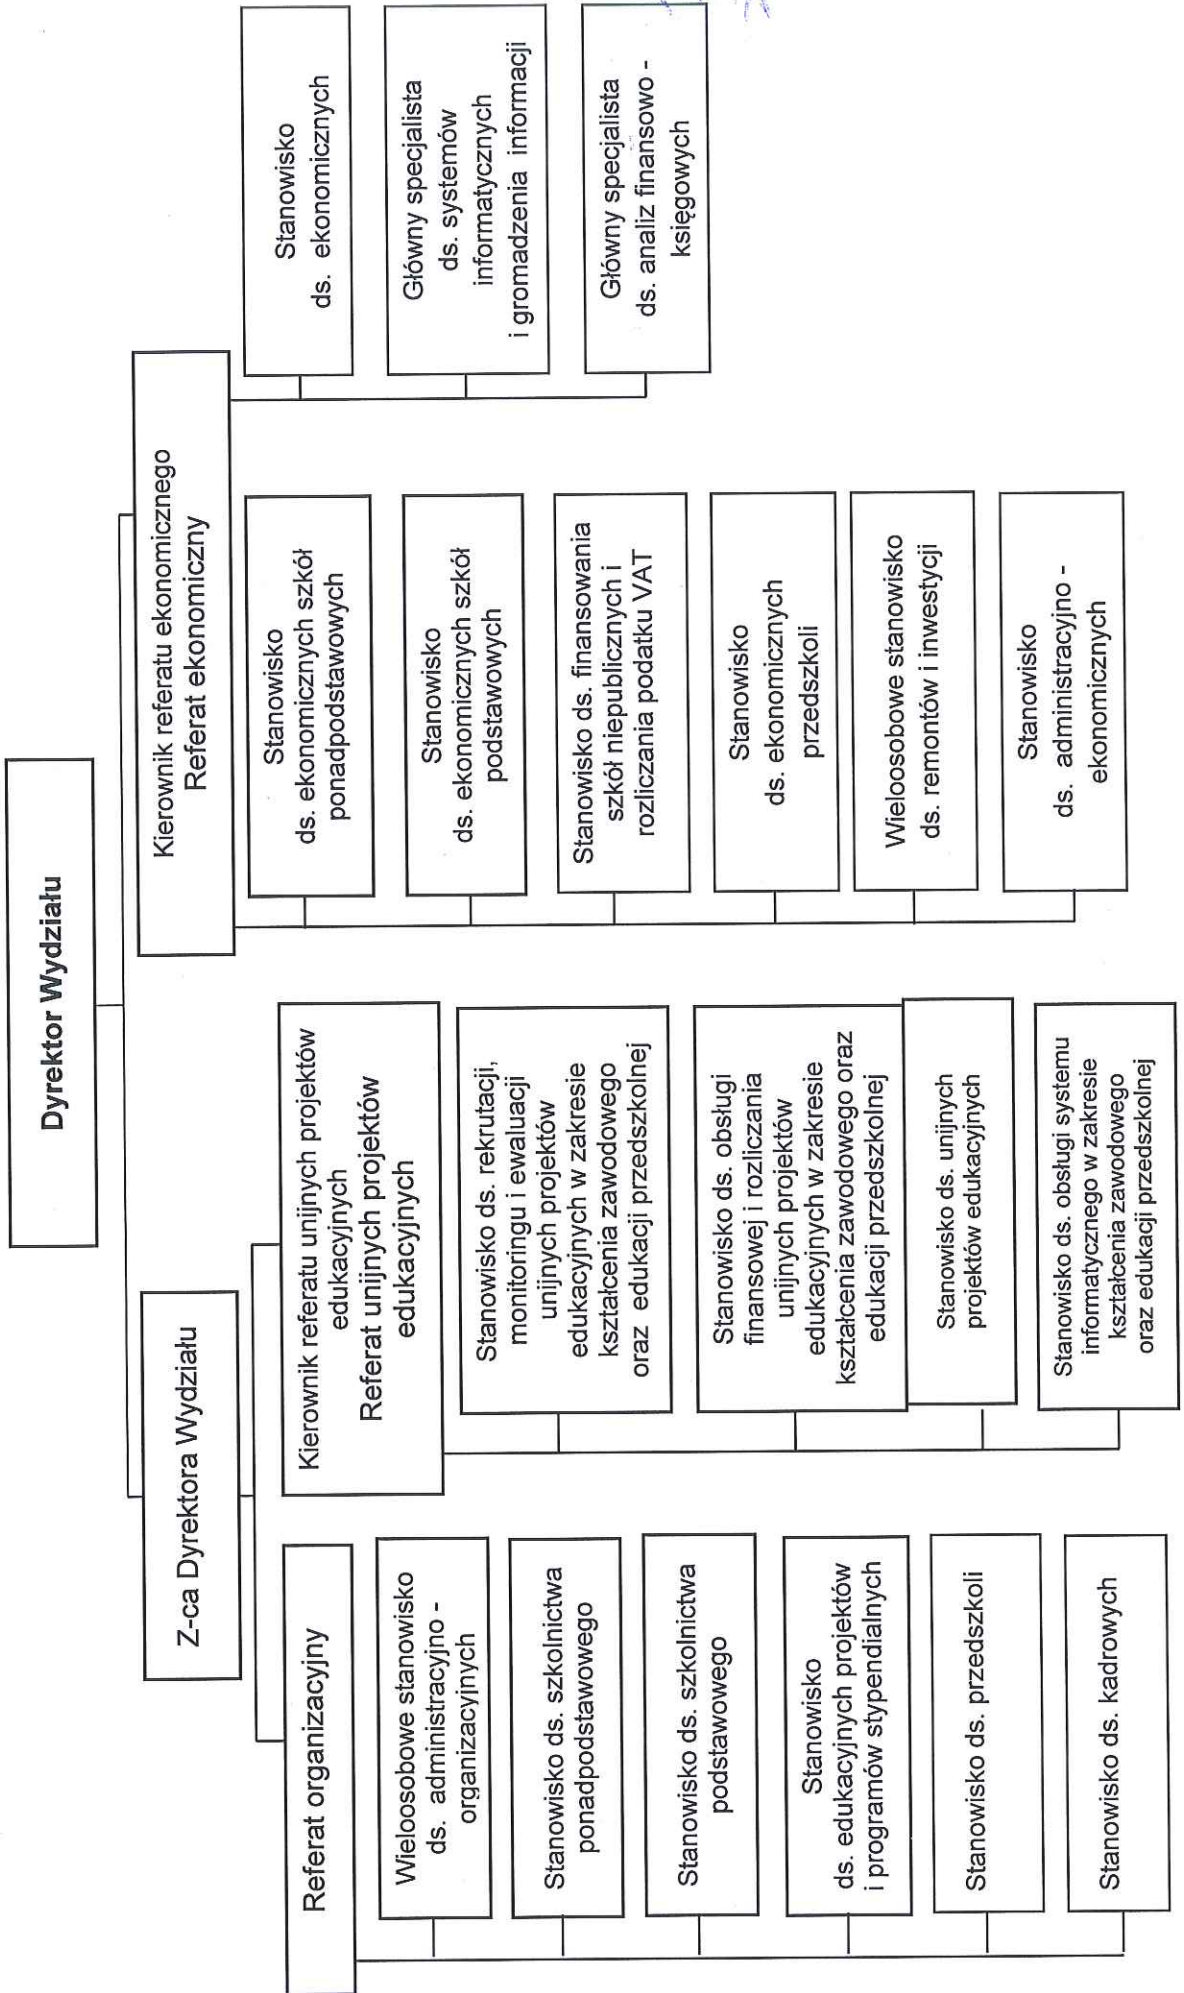 Dyrektor Wydziału
Z-ca Dyrektora Wydziału
Referat organizacyjny
Wieloosobowe stanowisko
ds. administracyjno -
organizacyjnych
Stanowisko ds. szkolnictwa
ponadpodstawowego
Stanowisko ds. szkolnictwa
podstawowego
Stanowisko
ds. edukacyjnych projektów
i programów stypendialnych
Stanowisko ds. przedszkoli
Stanowisko ds. kadrowych
Kierownik referatu unijnych projektów
edukacyjnych
Referat unijnych projektów
edukacyjnych
Stanowisko ds. rekrutacji,
monitoringu i ewaluacji
unijnych projektów
edukacyjnych w zakresie
kształcenia zawodowego
oraz edukacji przedszkolnej
Stanowisko ds. obsługi
finansowej i rozliczania
unijnych projektów
edukacyjnych w zakresie
kształcenia zawodowego oraz
edukacji przedszkolnej
Stanowisko ds. unijnych
projektów edukacyjnych
Stanowisko ds. obsługi systemu
informatycznego w zakresie
kształcenia zawodowego
oraz edukacji przedszkolnej
Kierownik referatu ekonomicznego
Referat ekonomiczny
Stanowisko
ds. ekonomicznych szkół
ponadpodstawowych
Stanowisko
ds. ekonomicznych szkół
podstawowych
Stanowisko ds. finansowania
szkół niepublicznych i
rozliczania podatku VAT
Stanowisko
ds. ekonomicznych
przedszkoli
Wieloosobowe stanowisko
ds. remontów i inwestycji
Stanowisko
ds. administracyjno -
ekonomicznych
Stanowisko
ds. ekonomicznych
Główny specjalista
ds. systemów
informatycznych
i gromadzenia informacji
Główny specjalista
ds. analiz finansowo -
księgowych